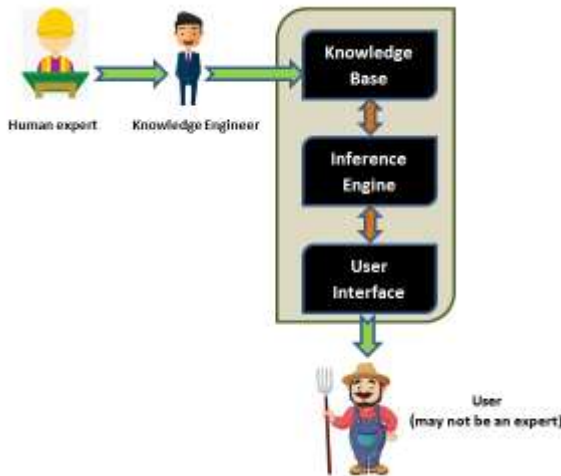 Knowledge
Base
Human expert
Knowledge Engineer
Inference
Engine
User
Interface
User
(may not be an expert)